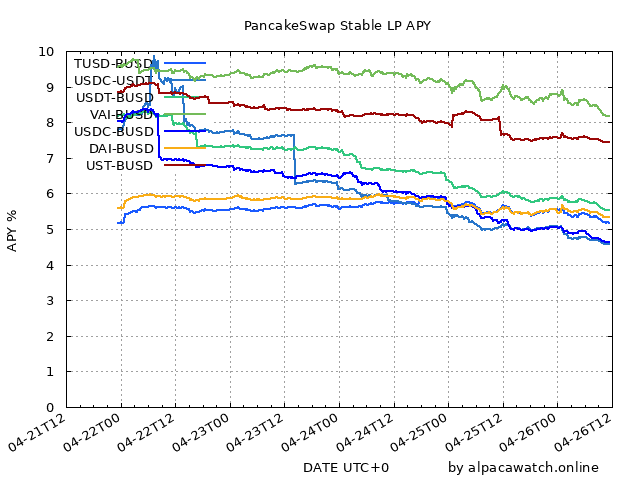 PancakeSwap Stable LP APY
10
9
8
7
6
5
4
3
2
1
0
APY %
TUSD-BUSD
USDC-USDT
USDT-BUSD
VAI-BUSD
USDC-BUSD
DAI-BUSD
UST-BUSD
04-21T12
04-22T00
04-22T12
04-23T00
04-23T12
04-24T00
04-24T12
04-25T00
04-25T12
04-26T00
04-26T12
DATE UTC+0
by alpacawatch.online